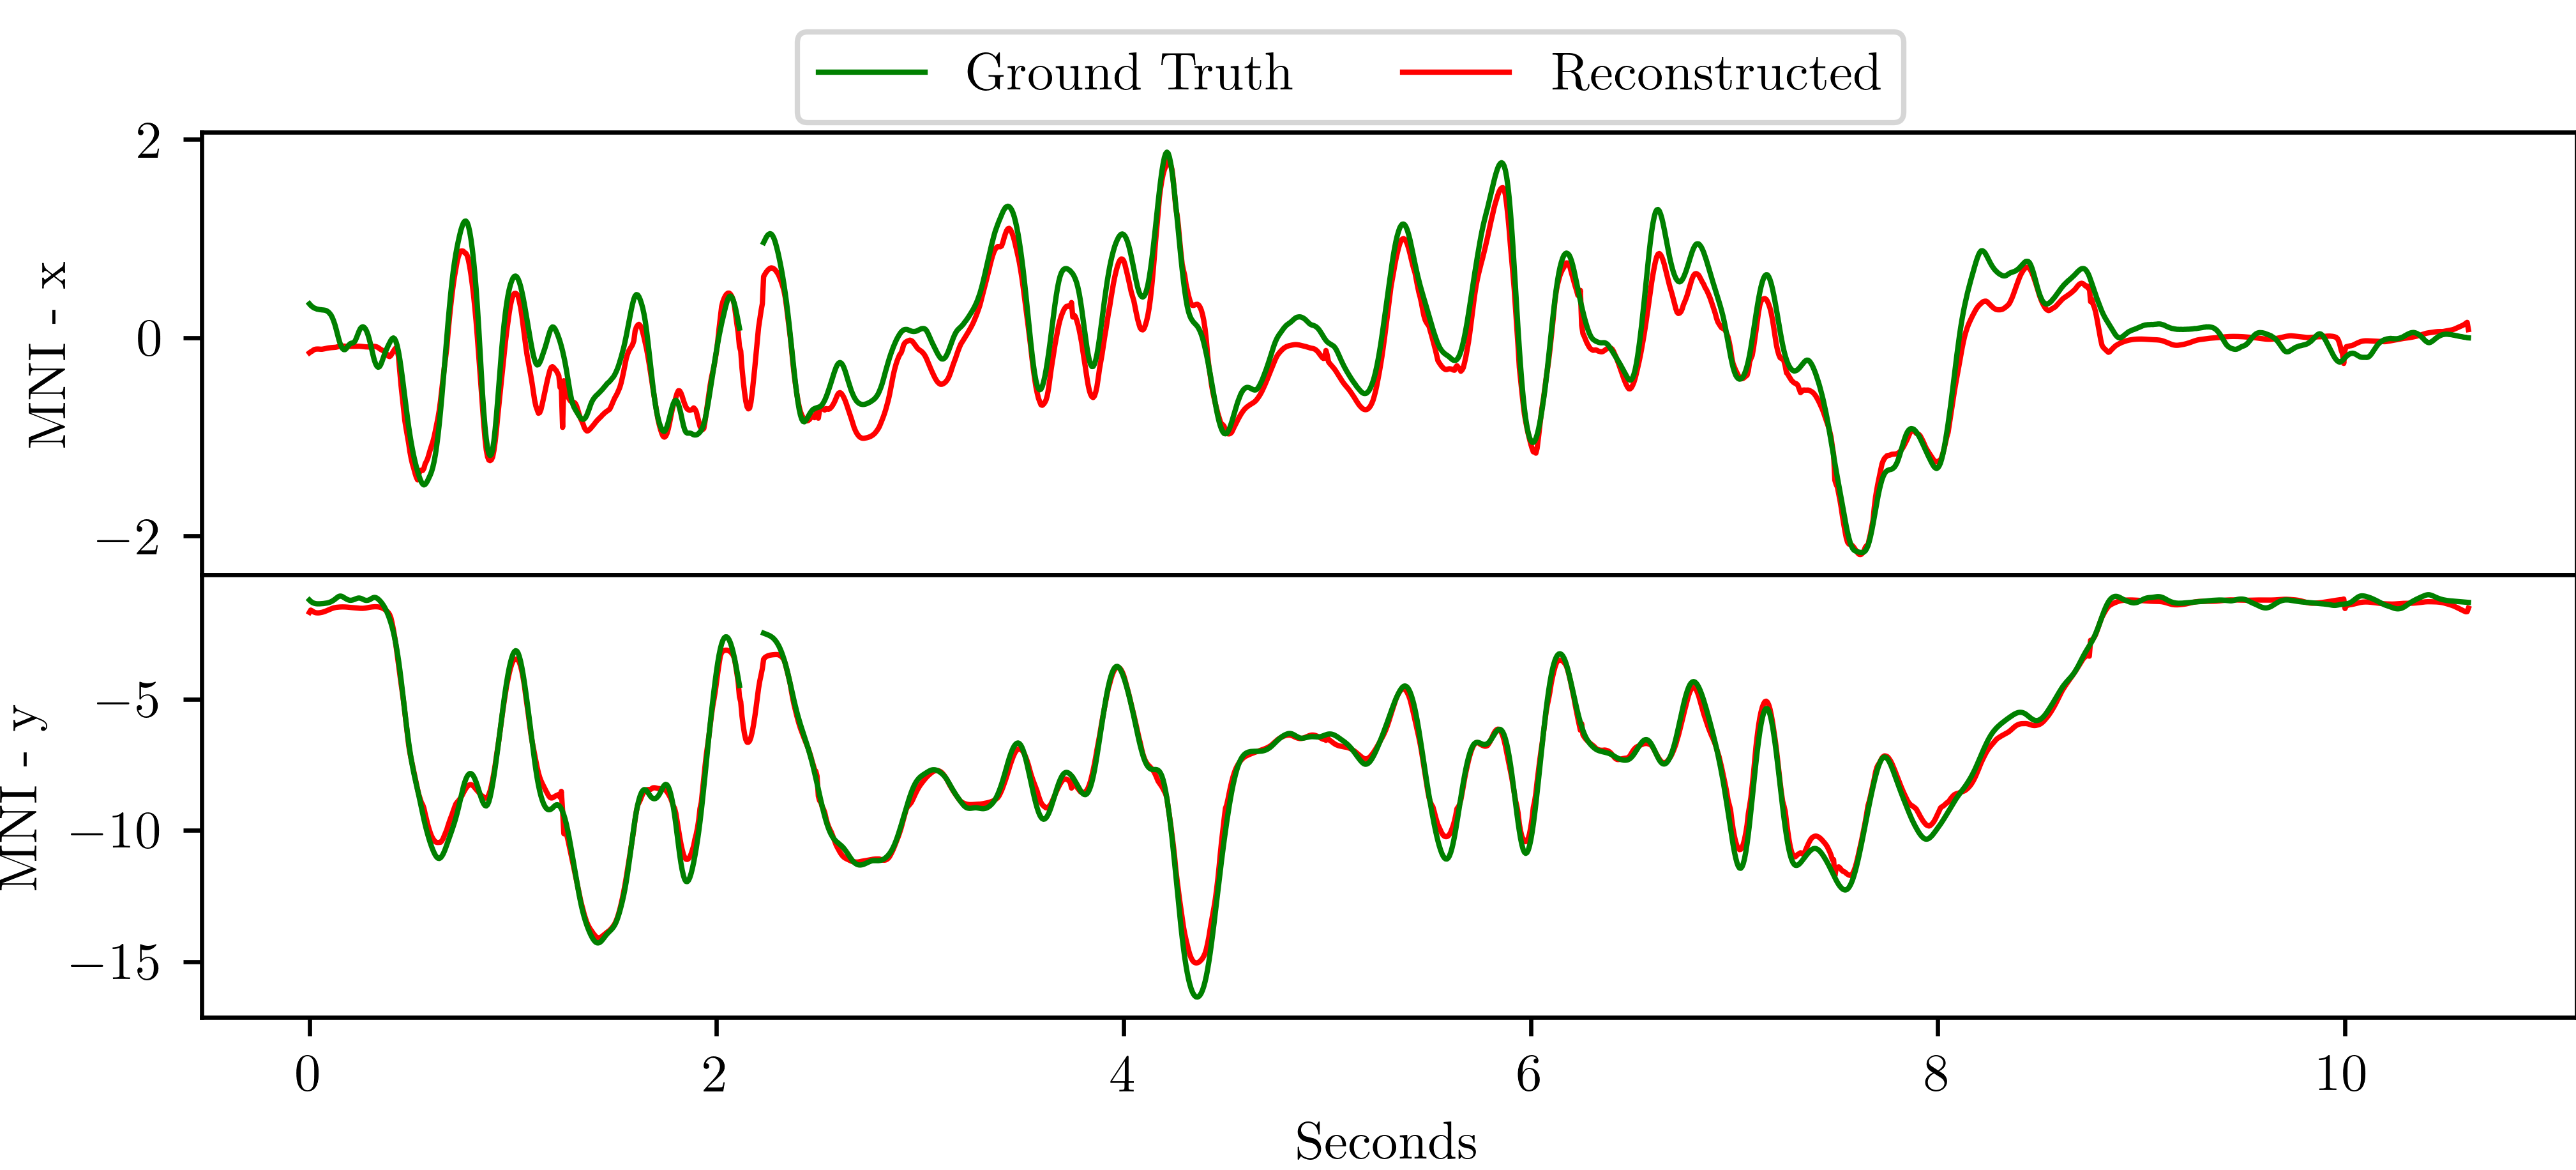 Ground Truth Reconstructed
MNI - x
2
0
−2
MNI - y
−5
−10
−15
0 2 4 6 8 10
Seconds